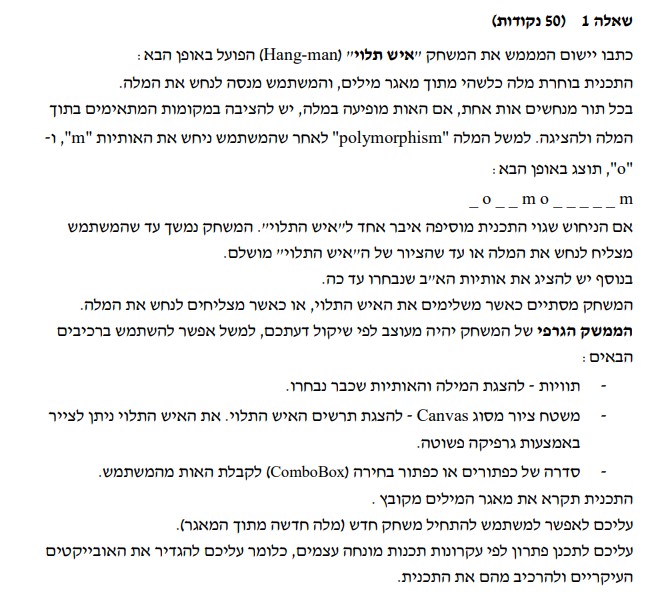 שאלה 1 (50 נקודות)
כתבו יישום המממש את המשחק "איש תלוי" (Hang-man) הפועל באופן הבא:
התכנית בוחרת מלה כלשהי מתוך מאגר מילים, והמשתמש מנסה לנחש את המלה.
בכל תור מנחשים אות אחת, אם האות מופיעה במלה, יש להציבה במקומות המתאימים בתוך
המלה ולהציגה. למשל המלה "polymorphism" לאחר שהמשתמש ניחש את האותיות "m", ו-
"o", תוצג באופן הבא:
_ o _ _ m o _ _ _ _ _ m
אם הניחוש שגוי התכנית מוסיפה איבר אחד ל"איש התלוי". המשחק נמשך עד שהמשתמש
מצליח לנחש את המלה או עד שהציור של ה"איש התלוי" מושלם.
בנוסף יש להציג את אותיות הא"ב שנבחרו עד כה.
המשחק מסתיים כאשר משלימים את האיש התלוי, או כאשר מצליחים לנחש את המלה.
הממשק הגרפי של המשחק יהיה מעוצב לפי שיקול דעתכם, למשל אפשר להשתמש ברכיבים
הבאים:
- תוויות - להצגת המילה והאותיות שכבר נבחרו.
- משטח ציור מסוג Canvas - להצגת תרשים האיש התלוי. את האיש התלוי ניתן לצייר
באמצעות גרפיקה פשוטה.
- סדרה של כפתורים או כפתור בחירה (ComboBox) לקבלת האות מהמשתמש.
התכנית תקרא את מאגר המילים מקובץ .
עליכם לאפשר למשתמש להתחיל משחק חדש (מלה חדשה מתוך המאגר).
עליכם לתכנן פתרון לפי עקרונות תכנות מונחה עצמים, כלומר עליכם להגדיר את האובייקטים
העיקריים ולהרכיב מהם את התכנית.